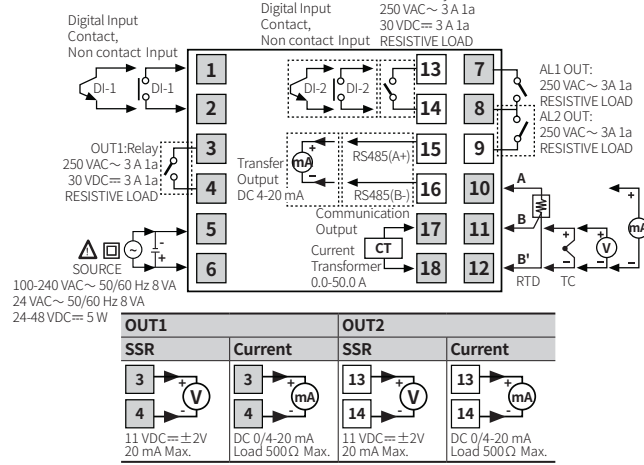 Digital Input
Contact,
Non contact Input
Digital Input
Contact,
Non contact Input
250 VAC～ 3 A 1a
30 VDC⎓ 3 A 1a
RESISTIVE LOAD
DI-1
DI-1
1
2
DI-2
DI-2
13
14
7
8
9
AL1 OUT:
250 VAC～ 3A 1a
RESISTIVE LOAD
AL2 OUT:
250 VAC～ 3A 1a
RESISTIVE LOAD
OUT1:Relay
250 VAC～ 3 A 1a
30 VDC⎓ 3 A 1a
RESISTIVE LOAD
3
4
Transfer
Output
DC 4-20 mA
+
mA
-
RS485(A+)
RS485(B-)
15
16
Communication
Output
10
11
12
A
B
B'
RTD
+
-
TC
+
V
-
+
mA
-
5
6
~
-
+
SOURCE
100-240 VAC～ 50/60 Hz 8 VA
24 VAC～ 50/60 Hz 8 VA
24-48 VDC⎓ 5 W
CT
Current
Transformer
0.0-50.0 A
17
18
OUT1
OUT2
SSR
Current
SSR
Current
3
4
+
V
-
3
4
+
mA
-
13
14
+
V
-
13
14
+
mA
-
11 VDC⎓±2V
20 mA Max.
DC 0/4-20 mA
Load 500Ω Max.
11 VDC⎓±2V
20 mA Max.
DC 0/4-20 mA
Load 500Ω Max.